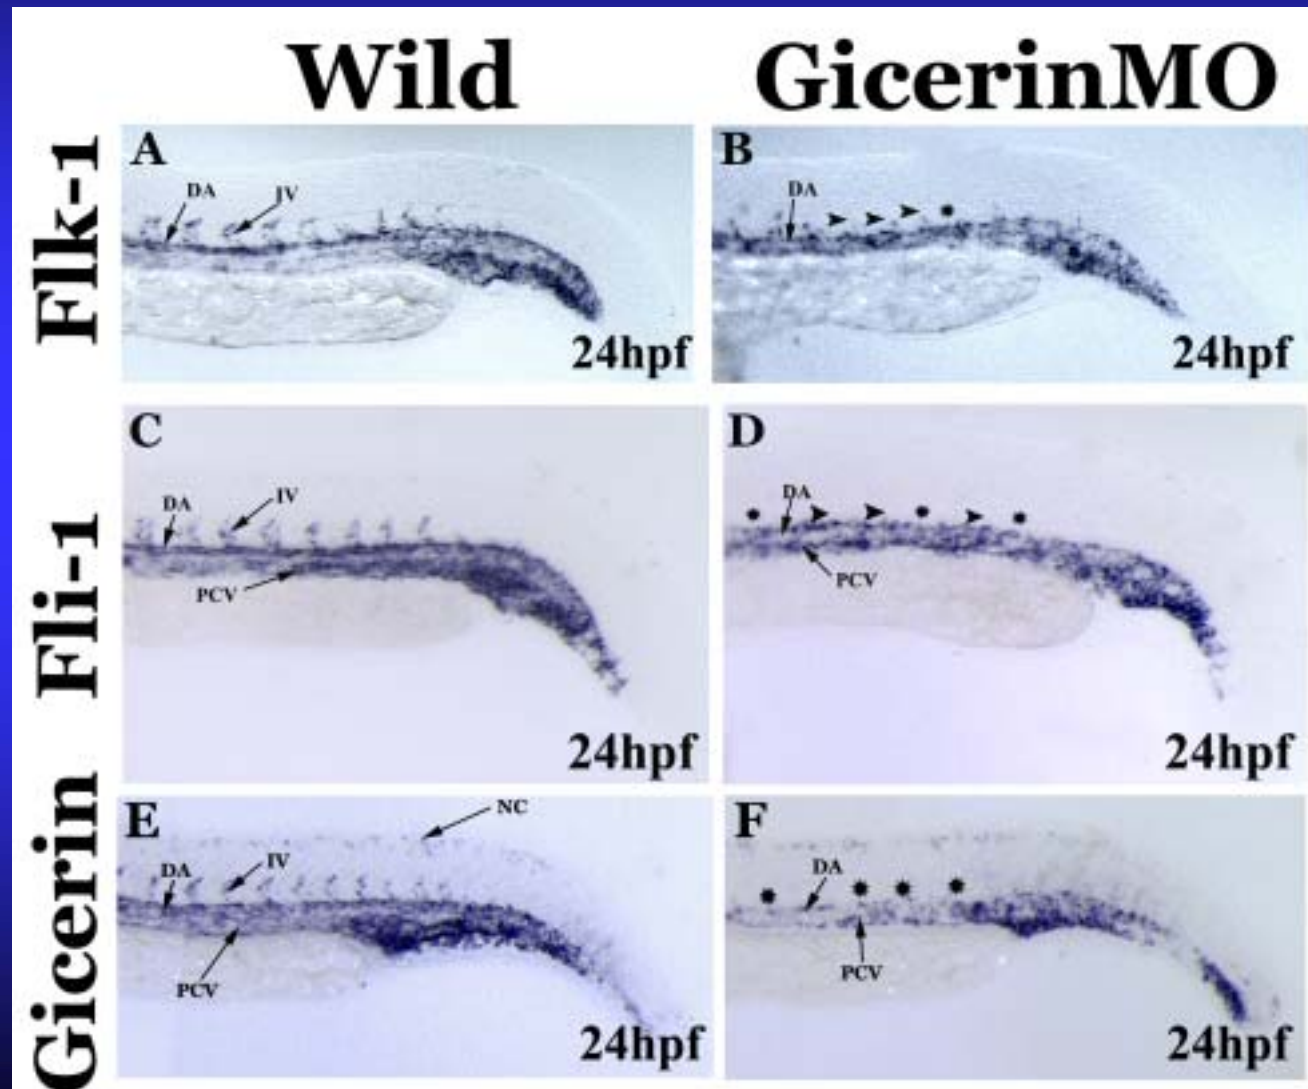 Wild GicerinMO
Flk-1
A
DA
IV
24hpf
B
DA
24hpf
Fli-1
C
DA
IV
PCV
24hpf
D
DA
PCV
24hpf
Gicerin
E
NC
DA
IV
PCV
24hpf
F
DA
PCV
24hpf